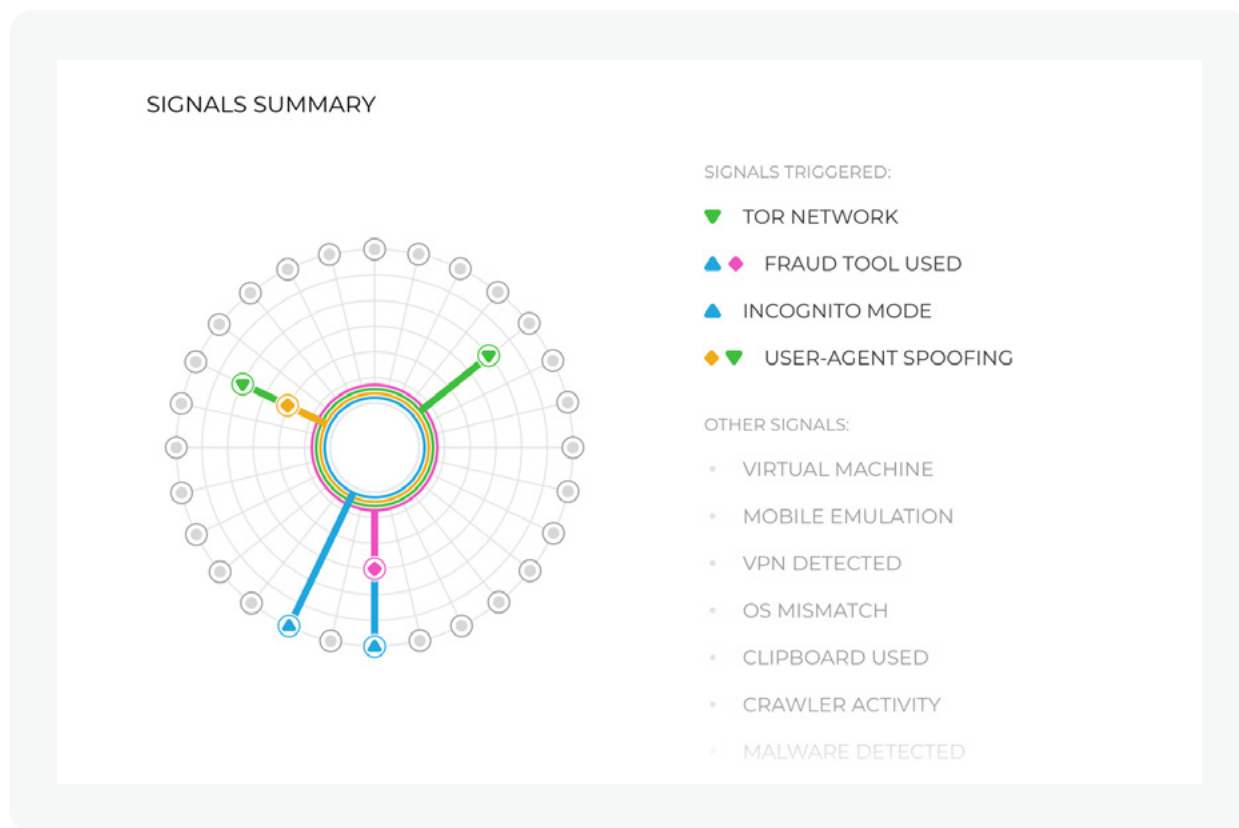 SIGNALS SUMMARY
SIGNALS TRIGGERED:
TOR NETWORK
FRAUD TOOL USED
INCOGNITO MODE
USER-AGENT SPOOFING
OTHER SIGNALS:
VIRTUAL MACHINE
MOBILE EMULATION
VPN DETECTED
OS MISMATCH
CLIPBOARD USED
CRAWLER ACTIVITY
MALWARE DETECTED